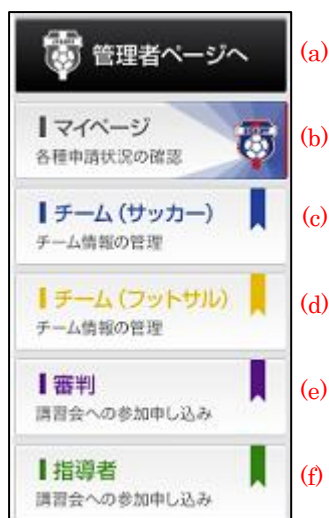 管理者ページへ
(a)
マイページ
各種申請状況の確認
(b)
チーム(サッカー)
チーム情報の管理
(c)
チーム(フットサル)
チーム情報の管理
(d)
審判
講習会への参加申し込み
(e)
指導者
講習会への参加申し込み
(f)